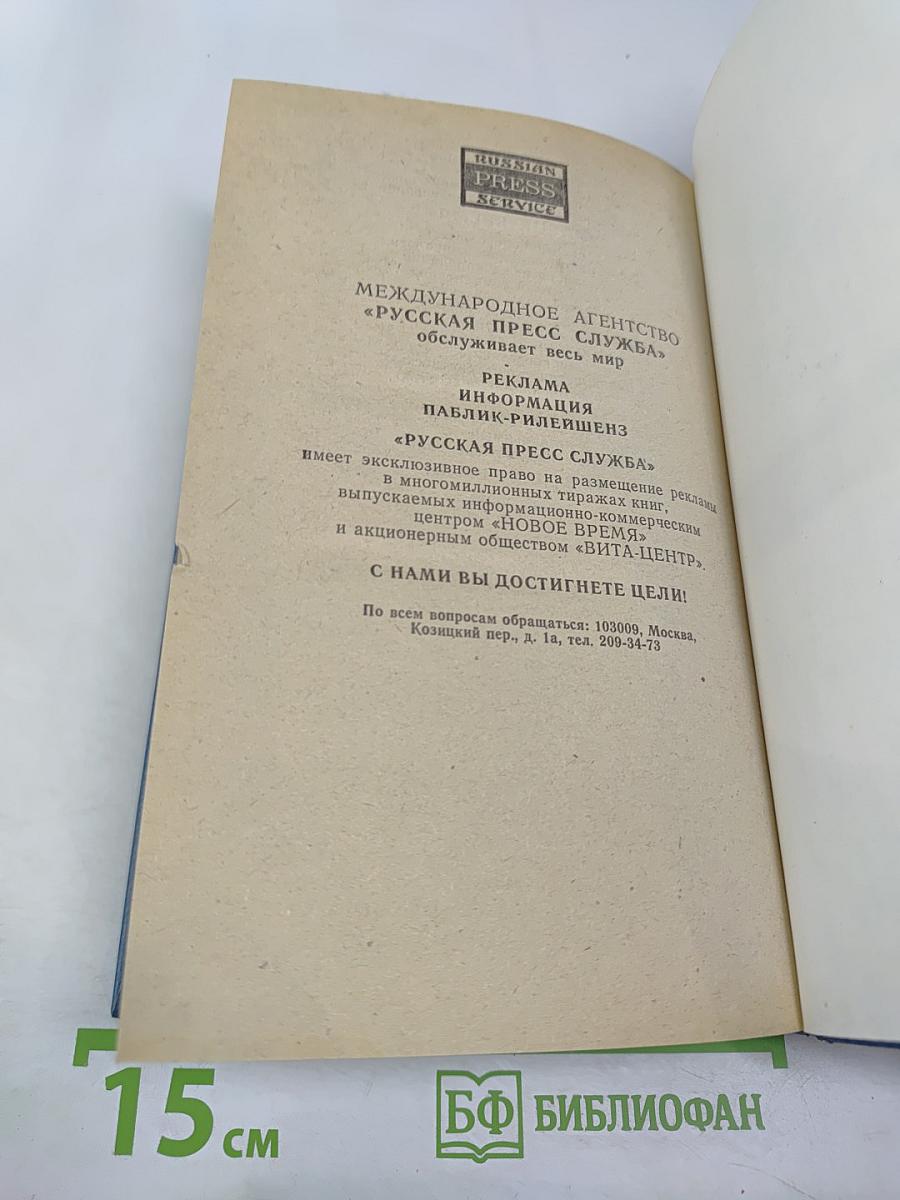 RUSSIAN
PRESS
SERVICE
МЕЖДУНАРОДНОЕ АГЕНТСТВО
«РУССКАЯ ПРЕСС СЛУЖБА»
обслуживает весь мир
РЕКЛАМА
ИНФОРМАЦИЯ
ПАБЛИК-РИЛЕЙШЕНЗ
«РУССКАЯ ПРЕСС СЛУЖБА»
имеет эксклюзивное право на размещение рекламы
в многомиллионных тиражах книг,
выпускаемых информационно-коммерческим
центром «НОВОЕ ВРЕМЯ»
и акционерным обществом «ВИТА-ЦЕНТР».
С НАМИ ВЫ ДОСТИГНЕТЕ ЦЕЛИ!
По всем вопросам обращаться: 103009, Москва,
Козицкий пер., д. 1а, тел. 209-34-73
15 см
БФ БИБЛИОФАН